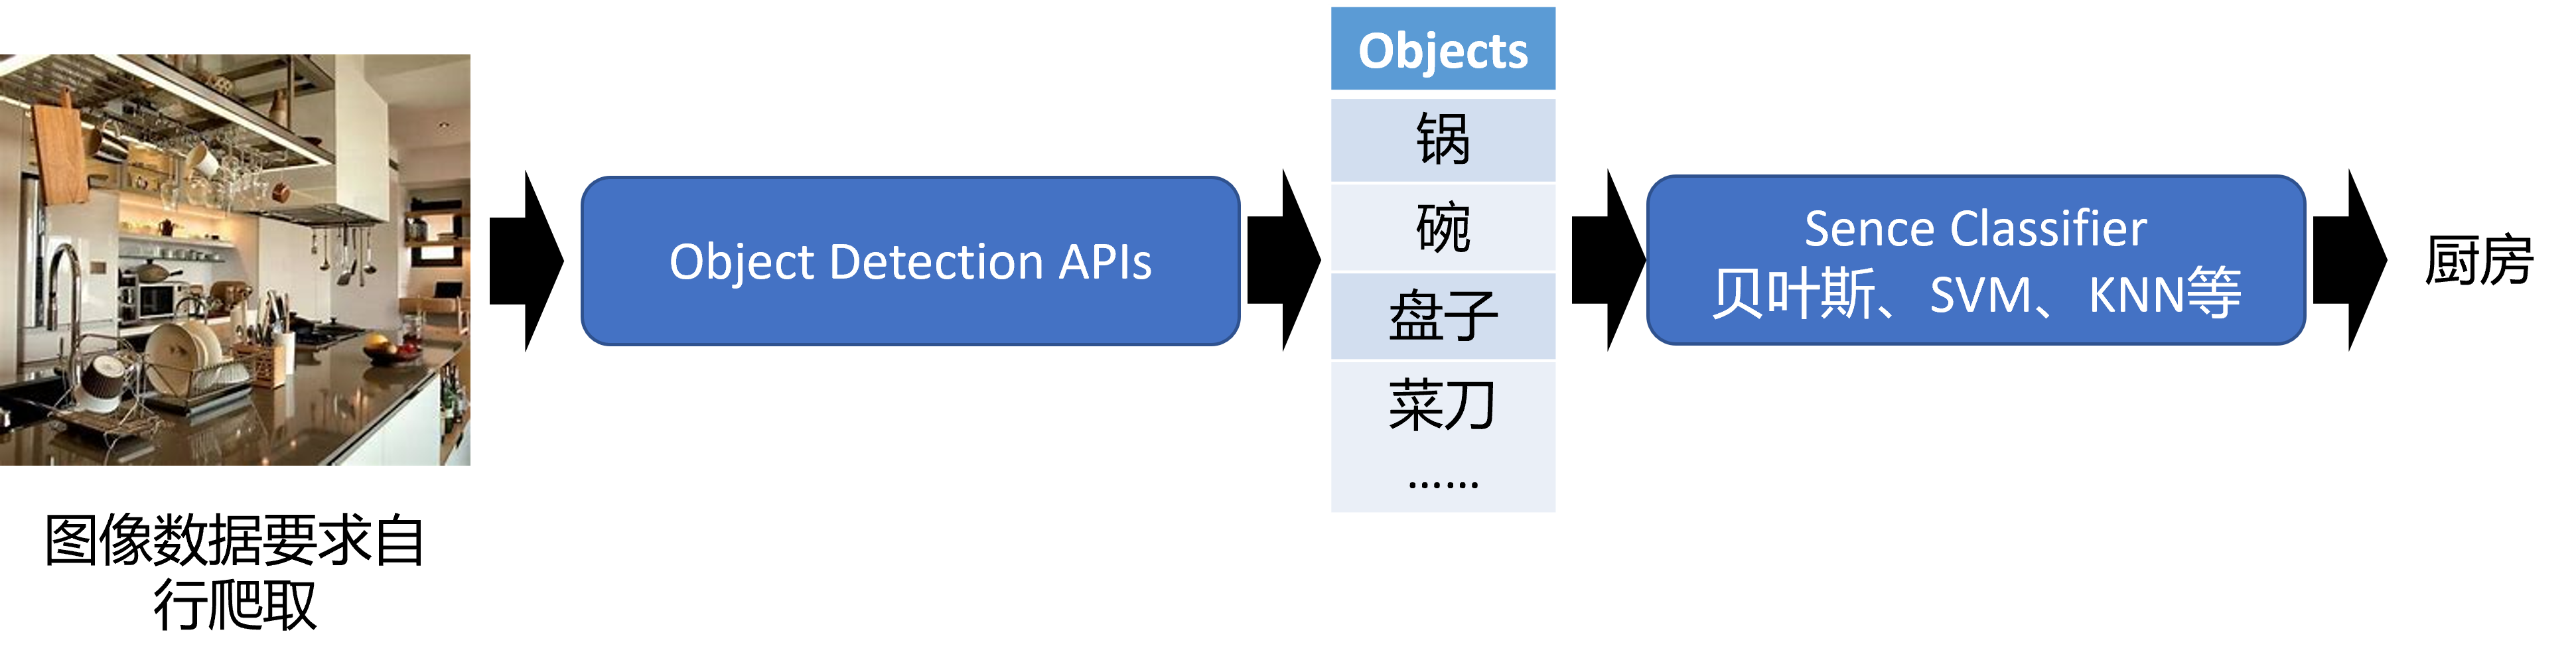 图像数据要求自
行爬取
Object Detection APIs
Objects
锅
碗
盘子
菜刀
......
Sence Classifier
贝叶斯、SVM、KNN等
厨房